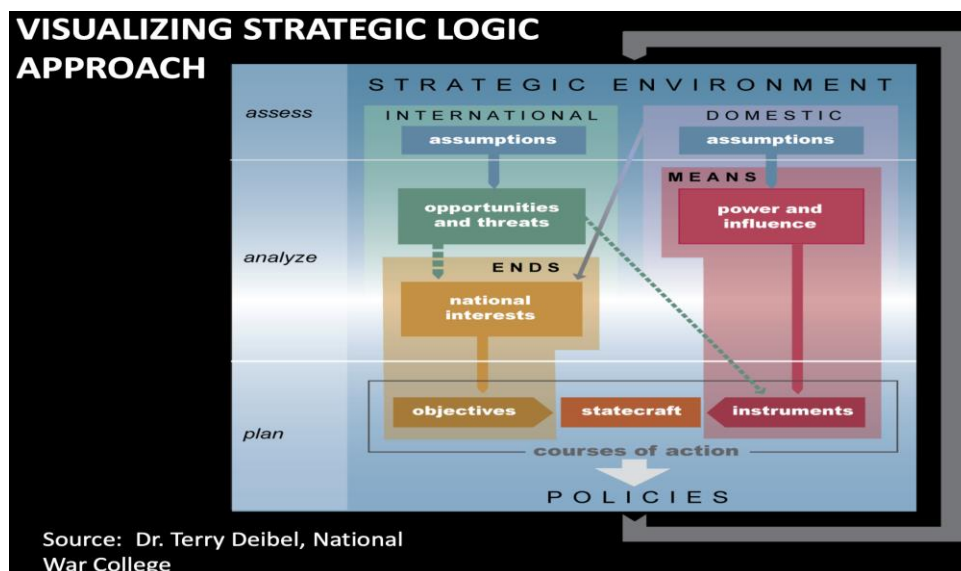 VISUALIZING STRATEGIC LOGIC
APPROACH
STRATEGIC ENVIRONMENT
assess
INTERNATIONAL
DOMESTIC
assumptions
assumptions
MEANS
opportunities
and threats
power and
influence
analyze
ENDS
national
interests
objectives
statecraft
instruments
plan
courses of action
POLICIES
Source: Dr. Terry Deibel, National
War College